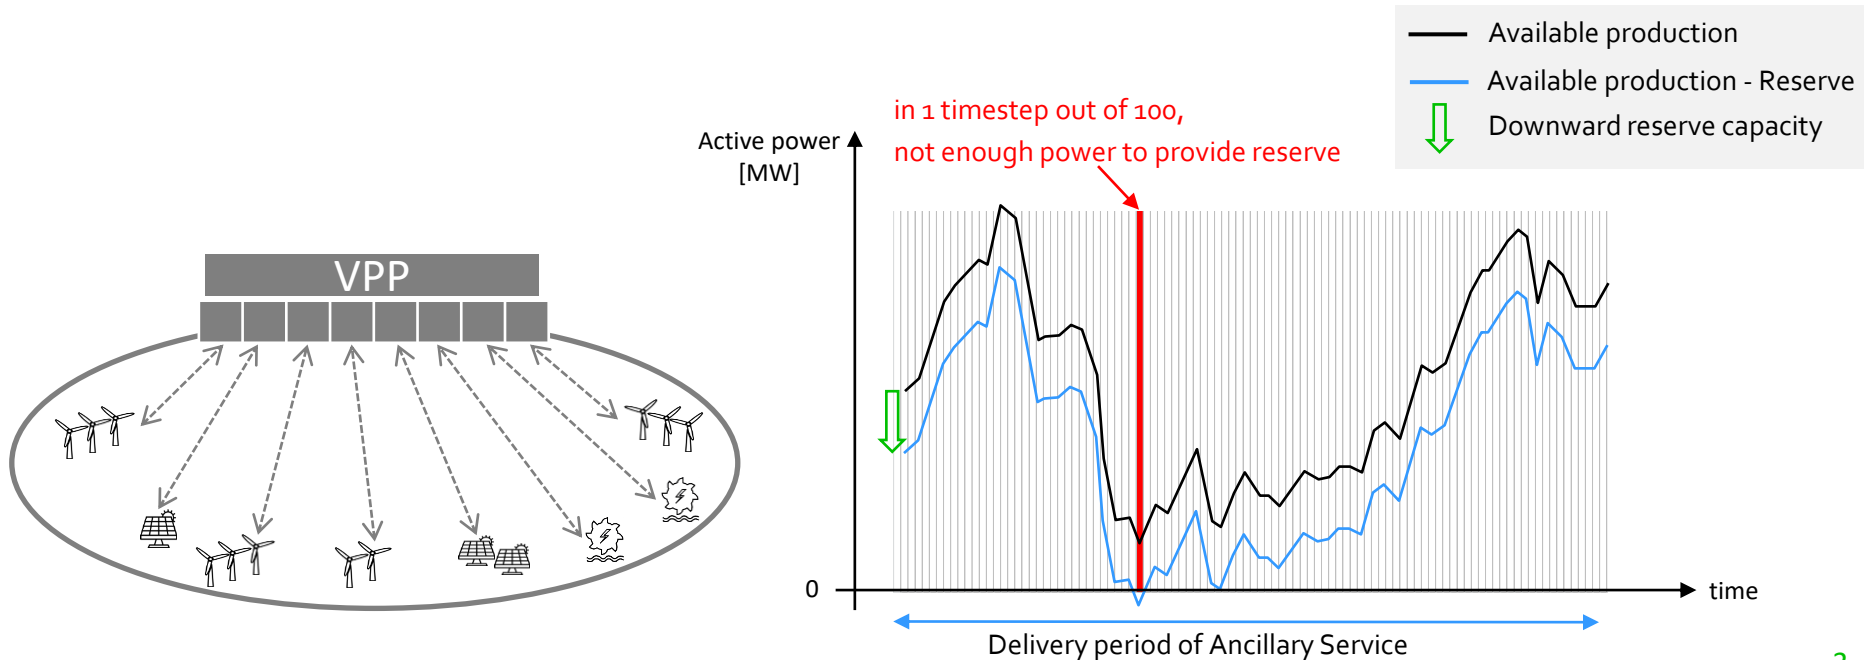 Available production
Available production - Reserve
Downward reserve capacity
in 1 timestep out of 100,
not enough power to provide reserve
Active power
[MW]
VPP
0
time
Delivery period of Ancillary Service